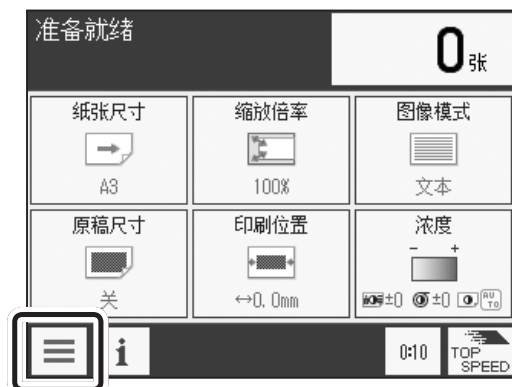 准备就绪
0张
纸张尺寸
缩放倍率
图像模式
A3
100%
文本
原稿尺寸
印刷位置
浓度
- +
关
↔0.0mm
±0 ±0 AUTO
i
0:10
TOP
SPEED